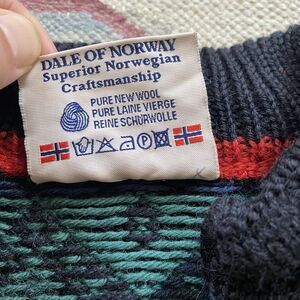 DALE OF NORWAY
Superior Norwegian
Craftsmanship
PURE NEW WOOL
PURE LAINE VIERGE
REINE SCHURWOLLE